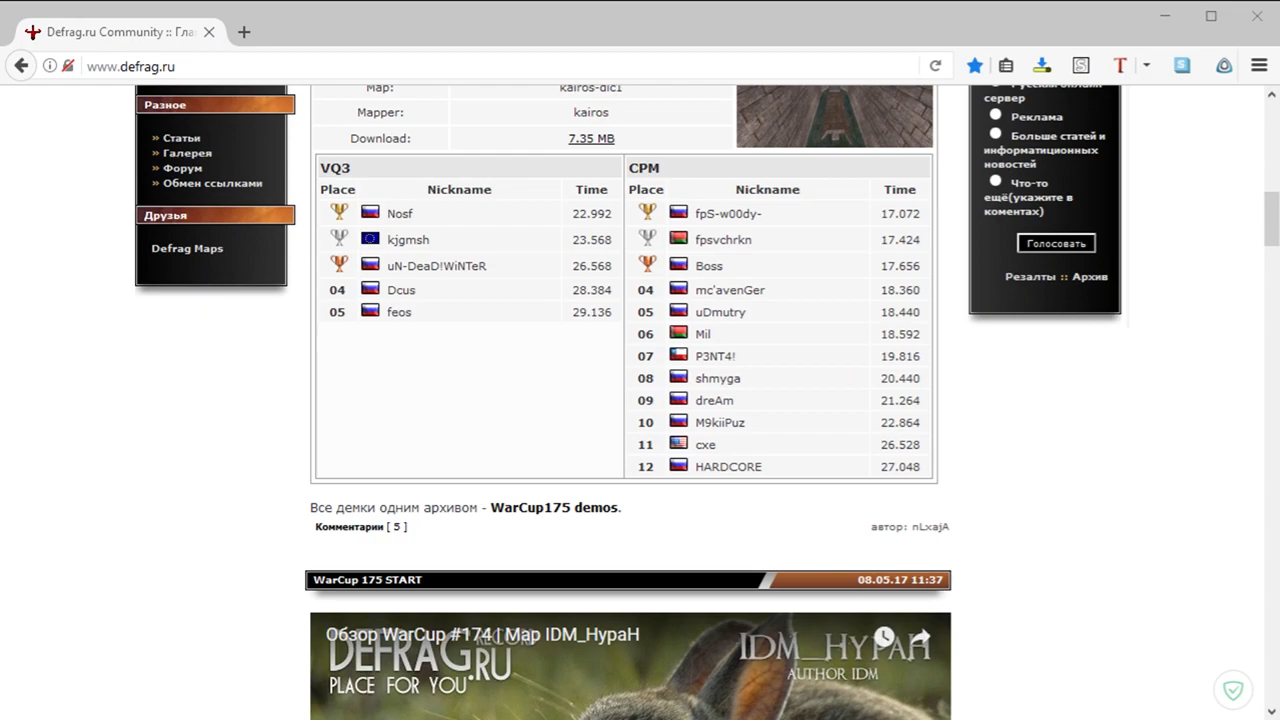 Defrag.ru Community :: Гла
www.defrag.ru
Разное
» Статьи
» Галерея
» Форум
» Обмен ссылками
Друзья
Defrag Maps
Map: kairos-dfc1
Mapper: kairos
Download: 7.35 MB
VQ3
Place Nickname Time
Nosf 22.992
kjgmsh 23.568
uN-DeaD!WiNTeR 26.568
04 Dcus 28.384
05 feos 29.136
CPM
Place Nickname Time
fpS-w00dy- 17.072
fpsvchrkn 17.424
Boss 17.656
04 mc'avenGer 18.360
05 uDmutry 18.440
06 Mil 18.592
07 P3NT4! 19.816
08 shmyga 20.440
09 dreAm 21.264
10 M9kiiPuz 22.864
11 cxe 26.528
12 HARDCORE 27.048
Все демки одним архивом - WarCup175 demos.
Комментарии [ 5 ]
автор: nLxajA
WarCup 175 START
08.05.17 11:37
Обзор WarCup #174 | Map IDM_HypaH
DEFRAG.RU
PLACE FOR YOU
IDM_HYPAH
AUTHOR IDM
Русский онлайн
сервер
Реклама
Больше статей и
информатиционных
новостей
Что-то
ещё(укажите в
коментах)
Голосовать
Резалты :: Архив